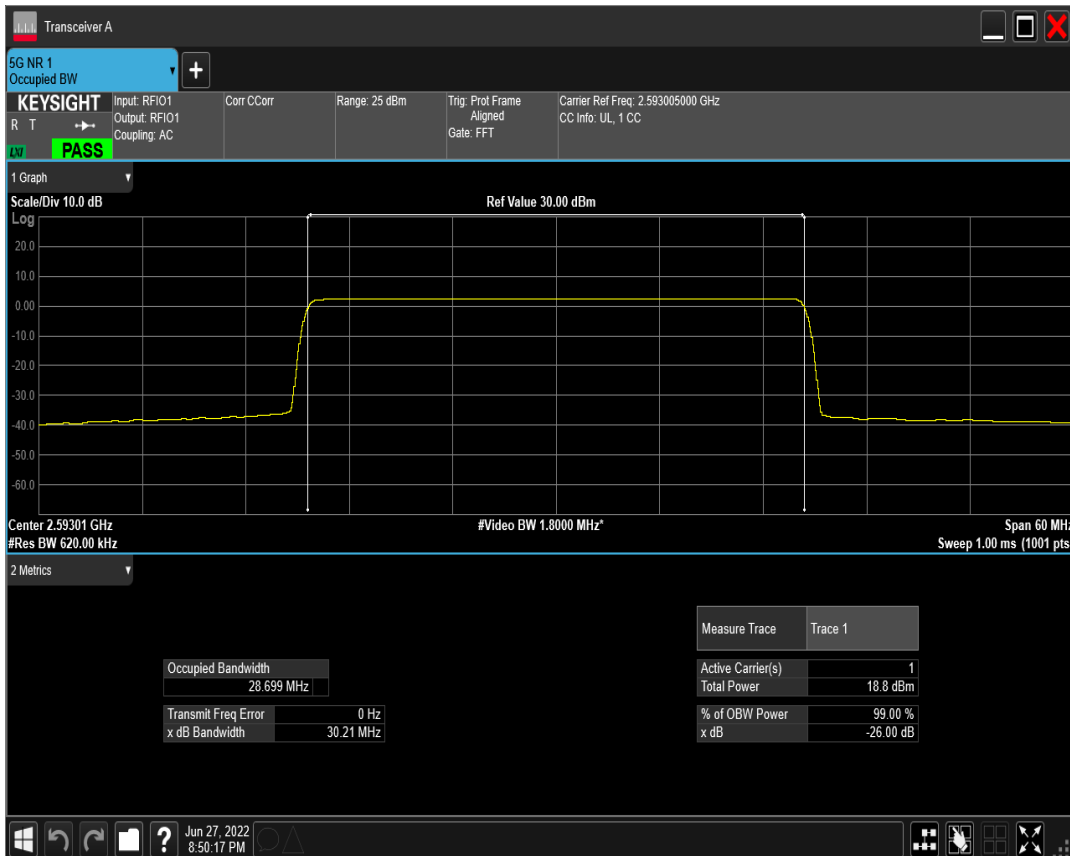 Transceiver A
5G NR 1
Occupied BW
+
KEYSIGHT
R T
LXI
PASS
Input: RFIO1
Output: RFIO1
Coupling: AC
Corr CCorr
Range: 25 dBm
Trig: Prot Frame
Aligned
Gate: FFT
Carrier Ref Freq: 2.593005000 GHz
CC Info: UL, 1 CC
1 Graph
Scale/Div 10.0 dB
Ref Value 30.00 dBm
Log
20.0
10.0
0.00
-10.0
-20.0
-30.0
-40.0
-50.0
-60.0
Center 2.59301 GHz
#Video BW 1.8000 MHz*
Span 60 MHz
#Res BW 620.00 kHz
Sweep 1.00 ms (1001 pts
2 Metrics
Measure Trace Trace 1
Occupied Bandwidth
28.699 MHz
Active Carrier(s) 1
Total Power 18.8 dBm
Transmit Freq Error 0 Hz
x dB Bandwidth 30.21 MHz
% of OBW Power 99.00 %
x dB -26.00 dB
?
Jun 27, 2022
8:50:17 PM